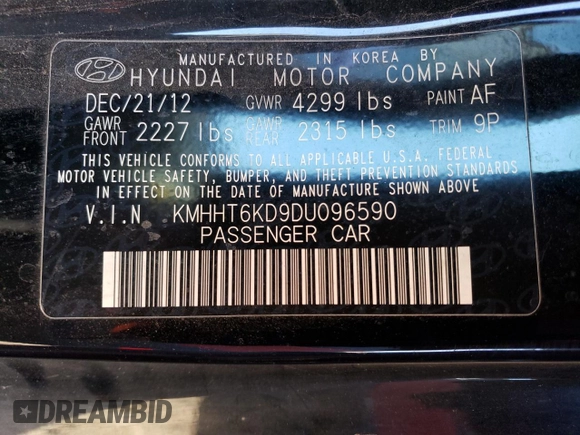 MANUFACTURED IN KOREA BY
HYUNDAI MOTOR COMPANY
DEC/21/12 GVWR 4299 lbs PAINT AF
GAWR FRONT 2227 lbs GAWR REAR 2315 lbs TRIM 9P
THIS VEHICLE CONFORMS TO ALL APPLICABLE U.S.A. FEDERAL
MOTOR VEHICLE SAFETY, BUMPER, AND THEFT PREVENTION STANDARDS
IN EFFECT ON THE DATE OF MANUFACTURE SHOWN ABOVE.
V.I.N KMHHT6KD9DU096590
PASSENGER CAR
DREAMBID